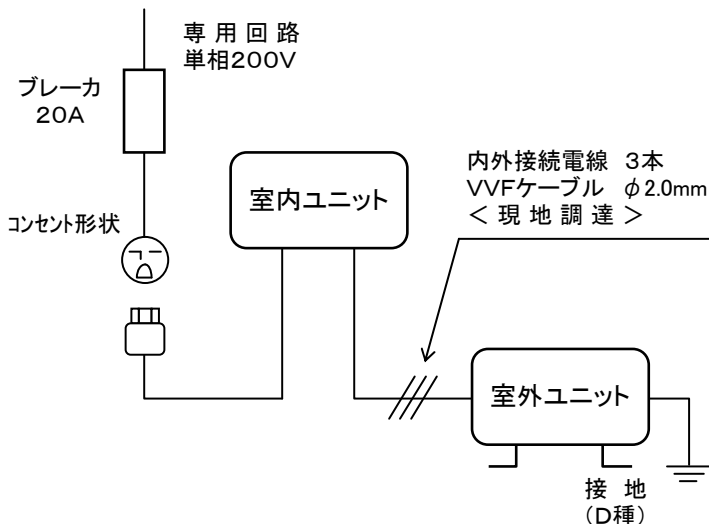 専用回路
単相200V
ブレーカ
20A
コンセント形状
室内ユニット
内外接続電線 3本
VVFケーブル φ2.0mm
<現地調達>
室外ユニット
接地
(D種)